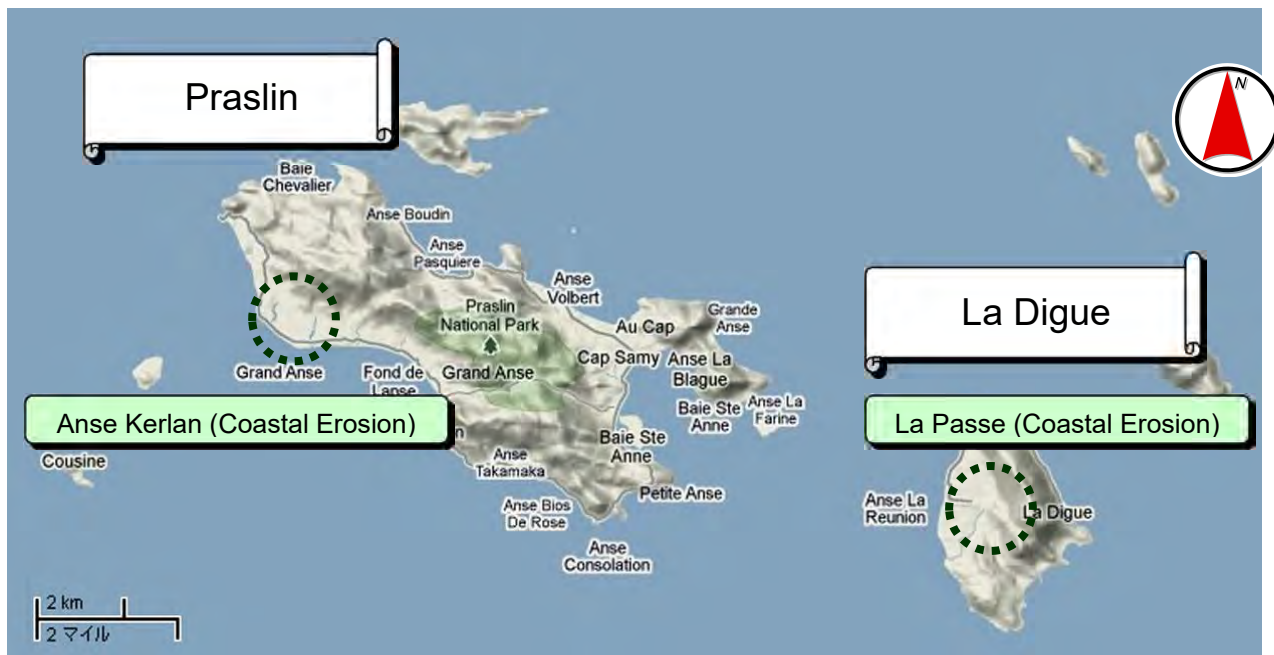 Praslin
N
Baie
Chevalier
Anse Boudin
Anse
Pasquiere
Anse
Volbert
Praslin
National Park
Au Cap
Grande
Anse
La Digue
Grand Anse
Fond de
Lanse
Grand Anse
Cap Samy
Anse La
Blague
Anse Kerlan (Coastal Erosion)
Baie Ste
Anne
Anse La
Farine
La Passe (Coastal Erosion)
Cousine
Anse
Takamaka
Baie Ste
Anne
Petite Anse
Anse Bios
De Rose
Anse
Consolation
Anse La
Reunion
La Digue
2 km
2 マイル